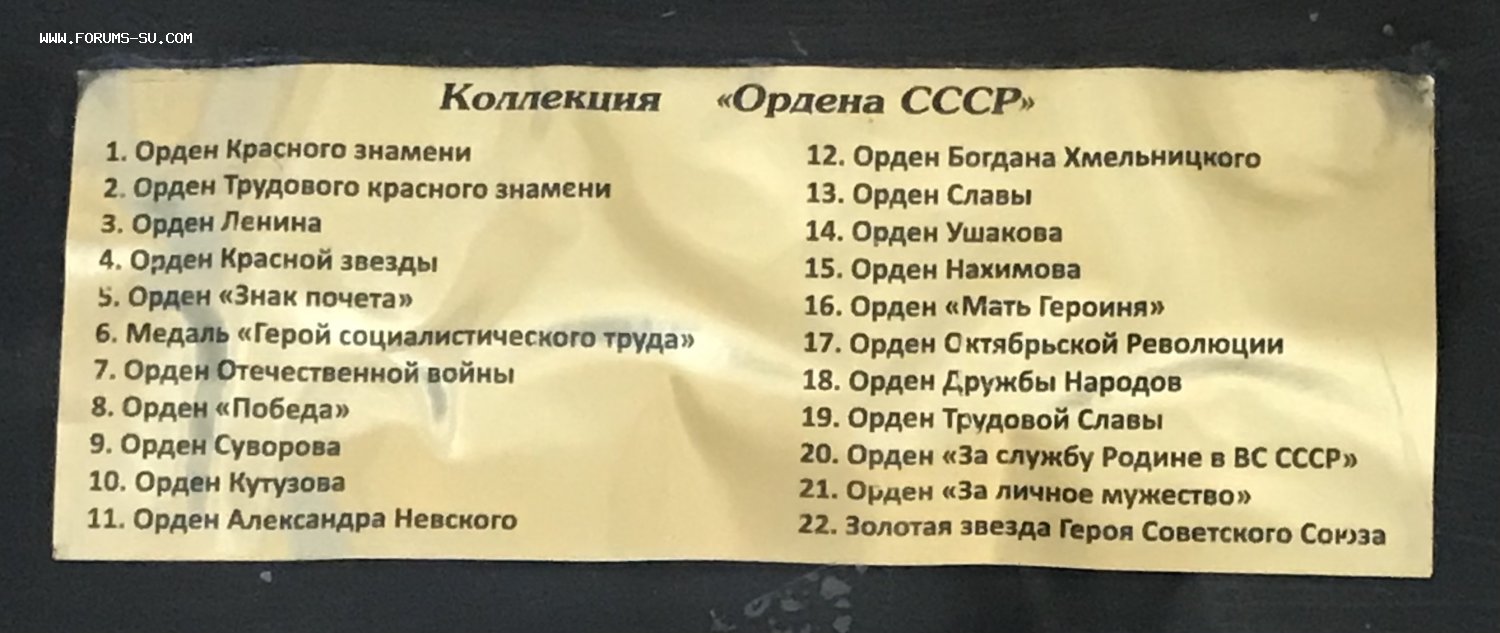 WWW.FORUMS-SU.COM
Коллекция «Ордена СССР»
1. Орден Красного знамени
2. Орден Трудового красного знамени
3. Орден Ленина
4. Орден Красной звезды
5. Орден «Знак почета»
6. Медаль «Герой социалистического труда»
7. Орден Отечественной войны
8. Орден «Победа»
9. Орден Суворова
10. Орден Кутузова
11. Орден Александра Невского
12. Орден Богдана Хмельницкого
13. Орден Славы
14. Орден Ушакова
15. Орден Нахимова
16. Орден «Мать Героиня»
17. Орден Октябрьской Революции
18. Орден Дружбы Народов
19. Орден Трудовой Славы
20. Орден «За службу Родине в ВС СССР»
21. Орден «За личное мужество»
22. Золотая звезда Героя Советского Союза